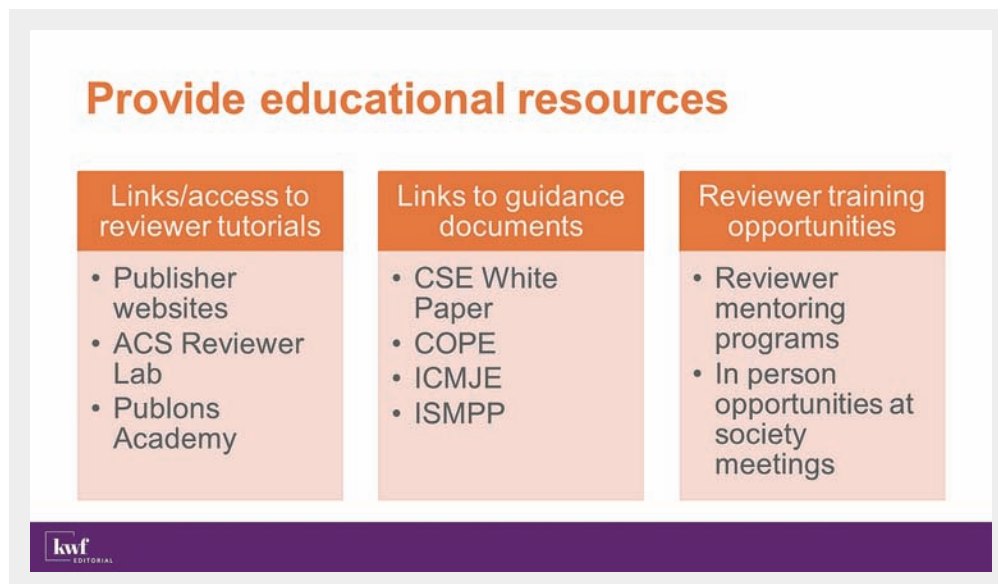 Provide educational resources
Links/access to
reviewer tutorials
• Publisher
websites
• ACS Reviewer
Lab
• Publons
Academy
Links to guidance
documents
• CSE White
Paper
• COPE
• ICMJE
• ISMPP
Reviewer training
opportunities
• Reviewer
mentoring
programs
• In person
opportunities at
society
meetings
kwf
EDITORIAL